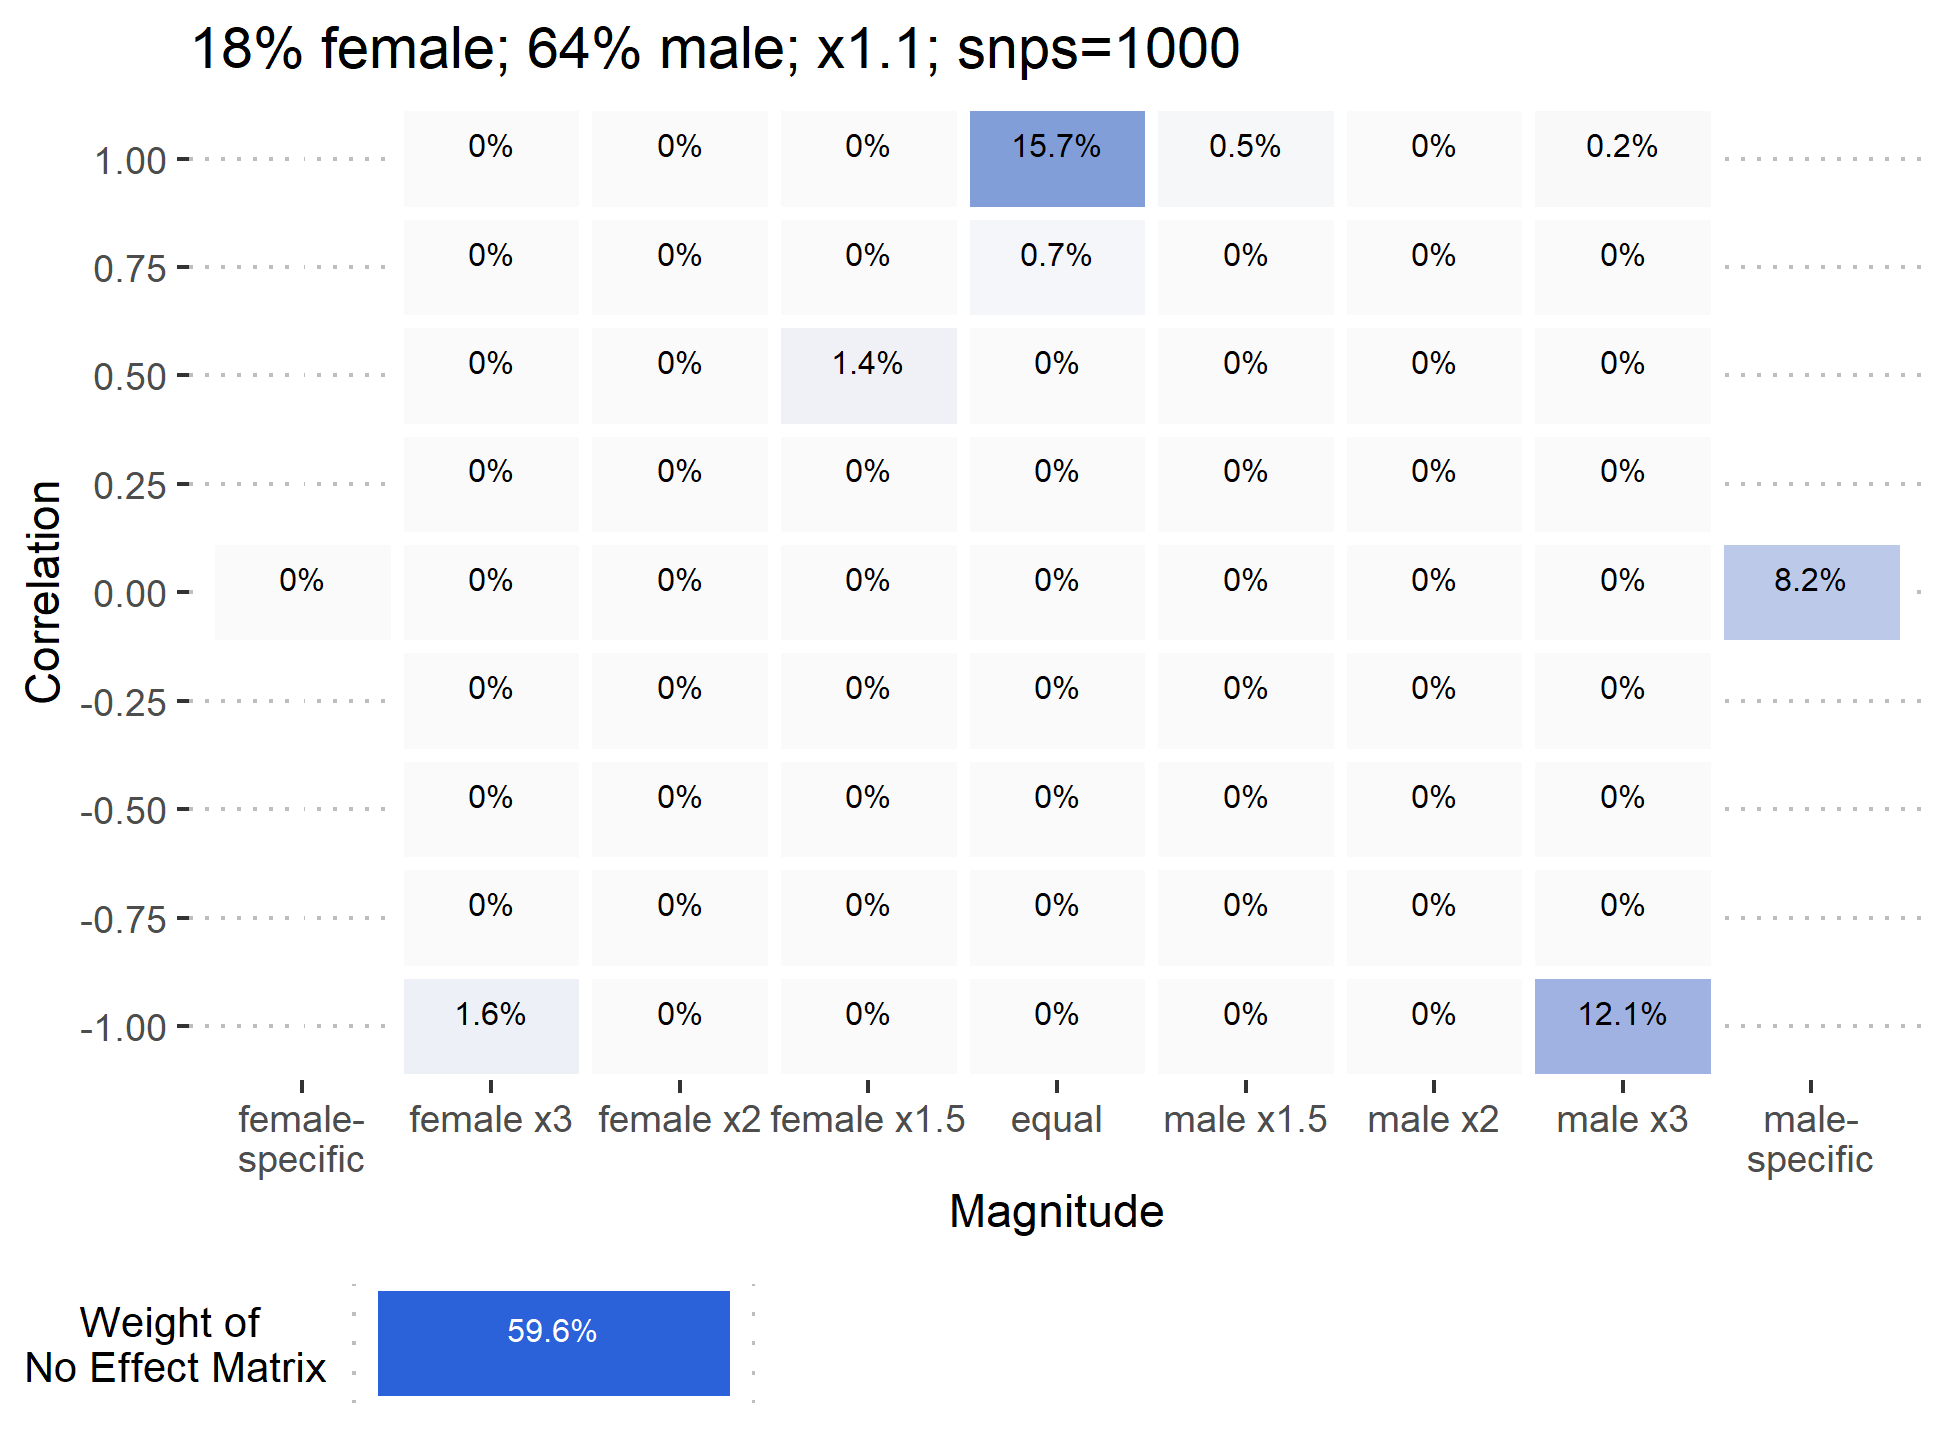 18% female; 64% male; x1.1; snps=1000
1.00 0% 0% 0% 15.7% 0.5% 0% 0.2%
0.75 0% 0% 0% 0.7% 0% 0% 0%
0.50 0% 0% 1.4% 0% 0% 0% 0%
0.25 0% 0% 0% 0% 0% 0% 0%
0.00 0% 0% 0% 0% 0% 0% 0% 0% 8.2%
-0.25 0% 0% 0% 0% 0% 0% 0%
-0.50 0% 0% 0% 0% 0% 0% 0%
-0.75 0% 0% 0% 0% 0% 0% 0%
-1.00 1.6% 0% 0% 0% 0% 0% 12.1%
Correlation
female- female x3 female x2 female x1.5 equal male x1.5 male x2 male x3 male-
specific specific
Magnitude
Weight of
No Effect Matrix
59.6%